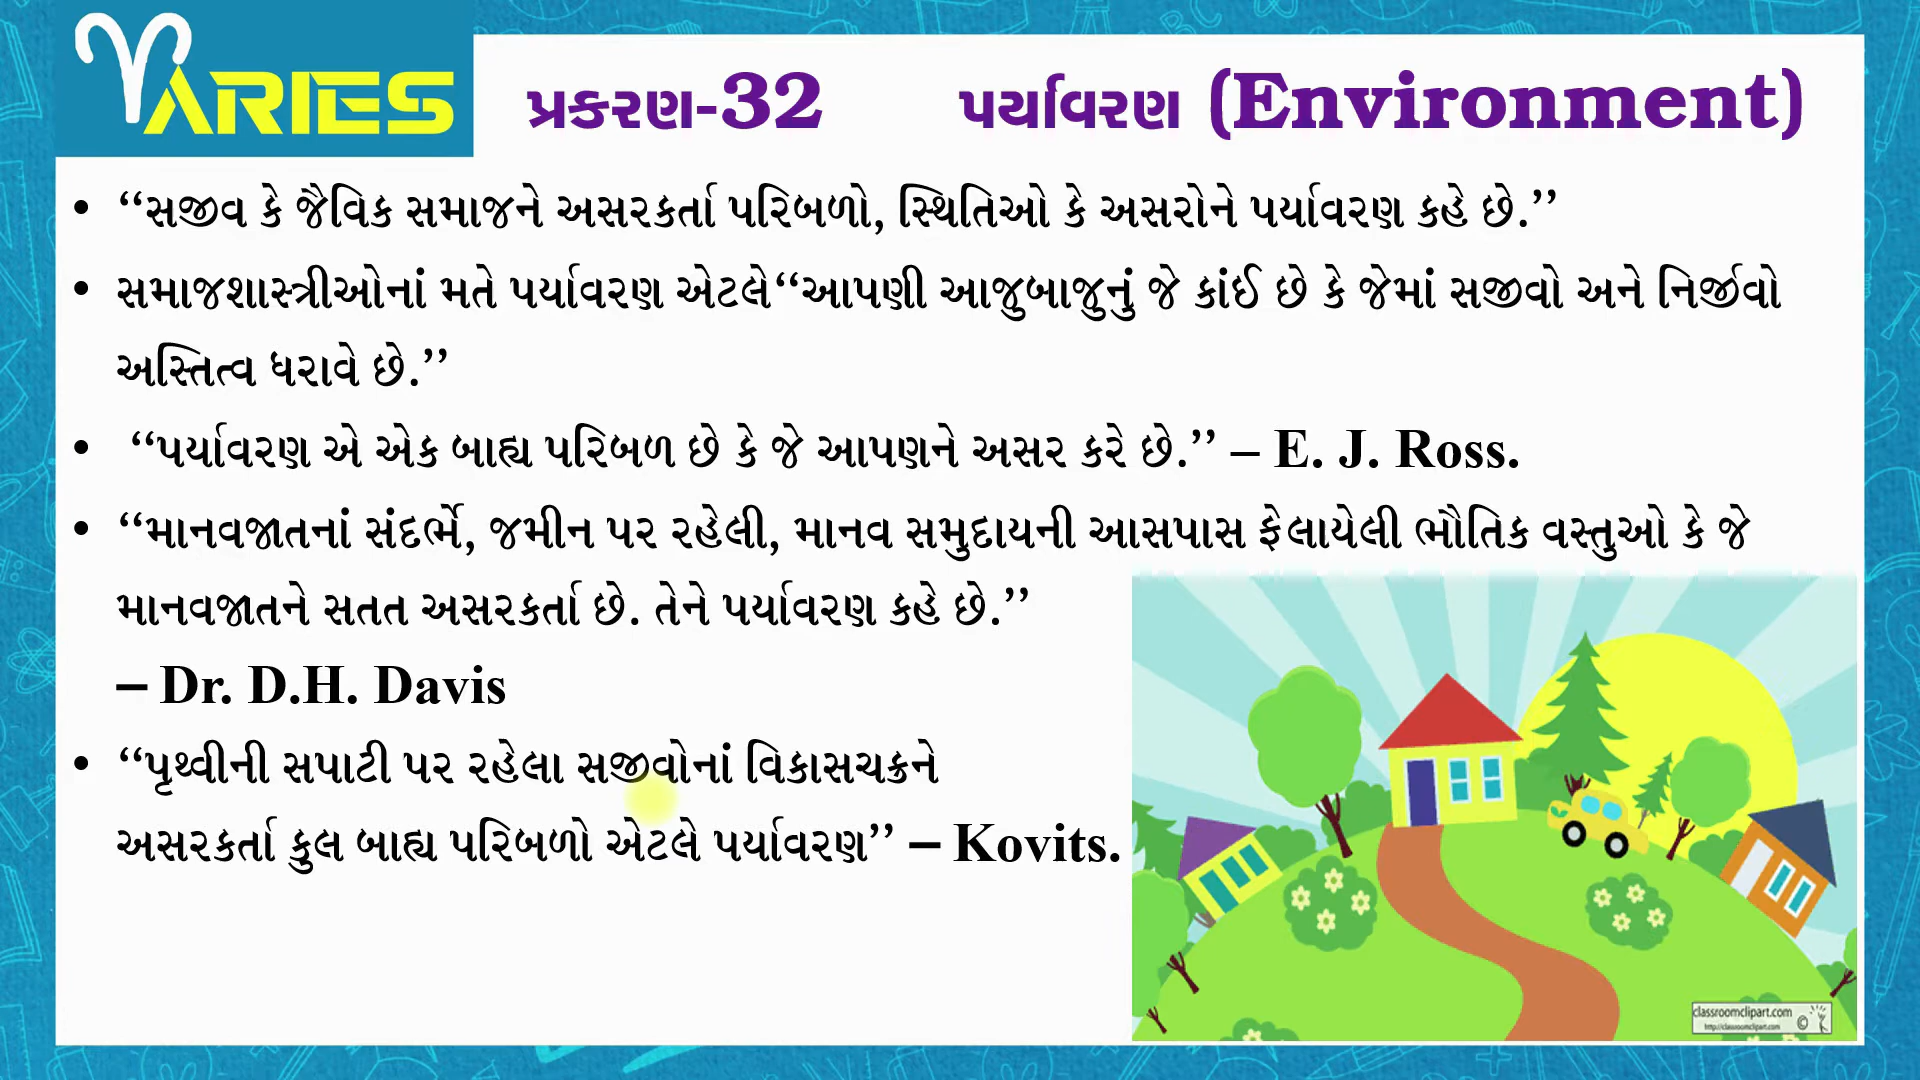 ARIES
પ્રકરણ-32 પર્યાવરણ (Environment)
• ‘‘સજીવ કે જૈવિક સમાજને અસરકર્તા પરિબળો, સ્થિતિઓ કે અસરોને પર્યાવરણ કહે છે.’’
• સમાજશાસ્ત્રીઓનાં મતે પર્યાવરણ એટલે‘‘આપણી આજુબાજુનું જે કાંઈ છે કે જેમાં સજીવો અને નિર્જીવો
અસ્તિત્વ ધરાવે છે.’’
• ‘‘પર્યાવરણ એ એક બાહ્ય પરિબળ છે કે જે આપણને અસર કરે છે.’’ – E. J. Ross.
• ‘‘માનવજાતનાં સંદર્ભે, જમીન પર રહેલી, માનવ સમુદાયની આસપાસ ફેલાયેલી ભૌતિક વસ્તુઓ કે જે
માનવજાતને સતત અસરકર્તા છે. તેને પર્યાવરણ કહે છે.’’
– Dr. D.H. Davis
• ‘‘પૃથ્વીની સપાટી પર રહેલા સજીવોનાં વિકાસચક્રને
અસરકર્તા કુલ બાહ્ય પરિબળો એટલે પર્યાવરણ’’ – Kovits.
classroomclipart.com
http://classroomclipart.com ©